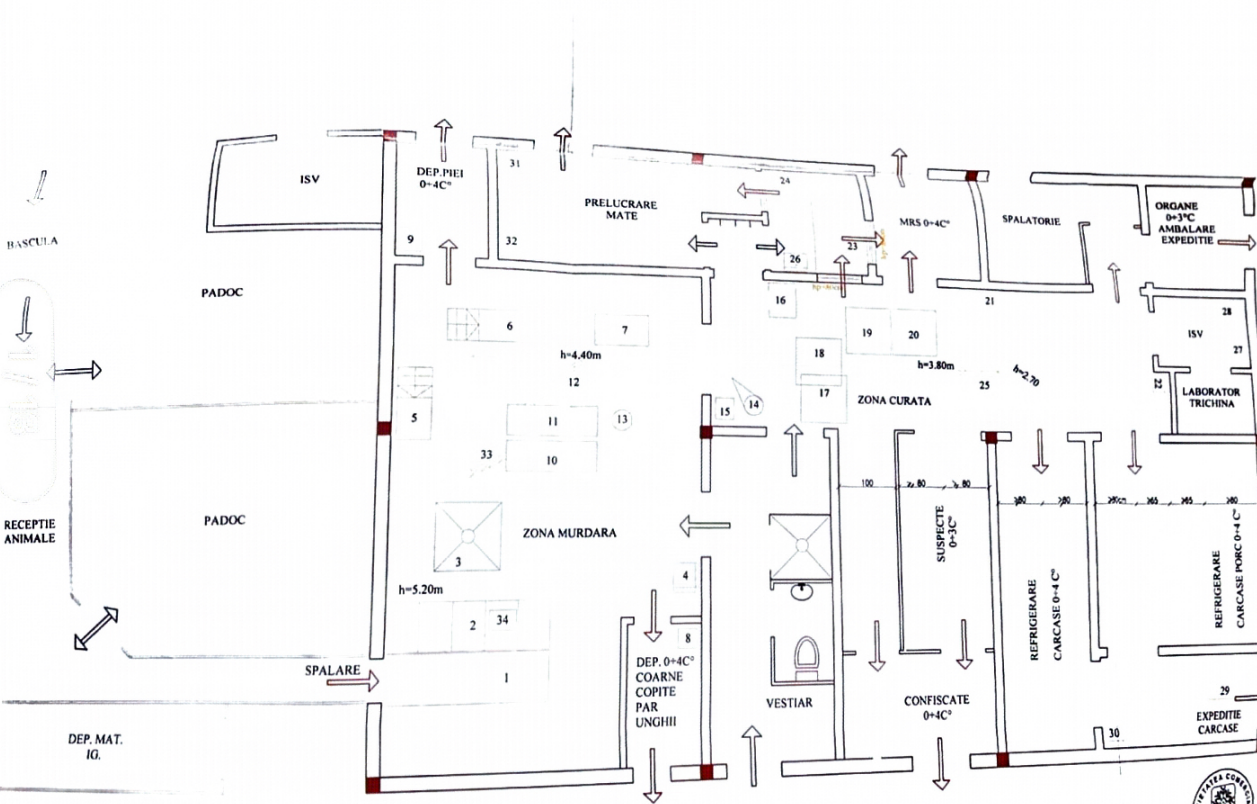 ISV
DEP.PIEI
0÷4C°
31
PRELUCRARE
MATE
24
MRS 0÷4C°
SPALATORIE
ORGANE
0÷3°C
AMBALARE
EXPEDITIE
BASCULA
9
32
23
26
PADOC
16
21
28
ISV
27
6
7
19
20
h=4.40m
18
h=3.80m
h=2.70
12
25
22
LABORATOR
TRICHINA
5
11
13
15
14
17
ZONA CURATA
33
10
100
80
80
80
80
65
65
80
RECEPTIE
ANIMALE
PADOC
ZONA MURDARA
SUSPECTE
0÷3C°
3
h=5.20m
4
REFRIGERARE
CARCASE 0÷4 C°
REFRIGERARE
CARCASE PORC 0÷4 C°
2
34
8
SPALARE
1
DEP. 0÷4C°
COARNE
COPITE
PAR
UNGHII
VESTIAR
CONFISCATE
0÷4C°
29
EXPEDITIE
CARCASE
30
DEP. MAT.
IG.